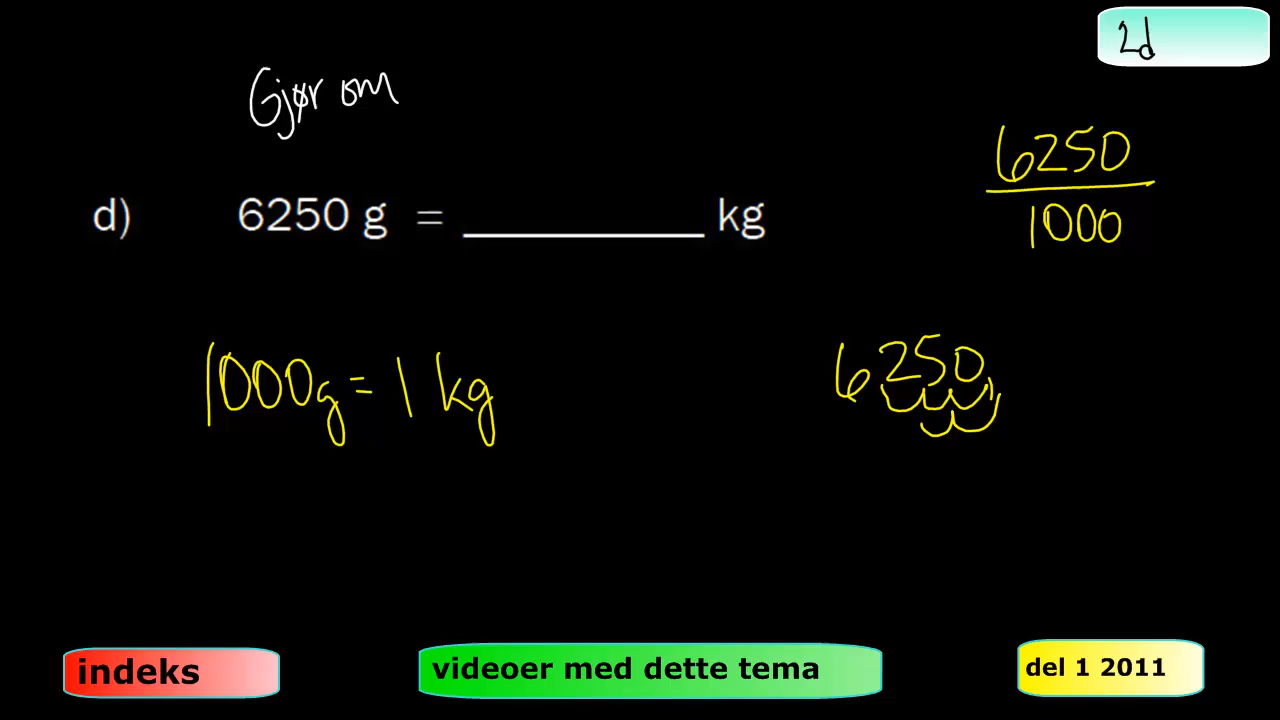 2d
Gjør om
6250
1000
d) 6250 g = __________ kg
1000g = 1 kg
6250
indeks
videoer med dette tema
del 1 2011